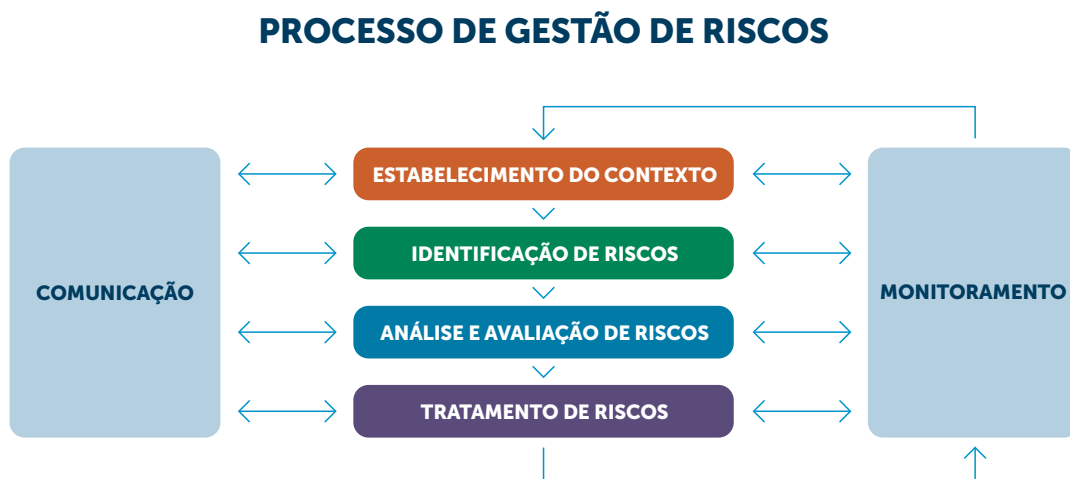 PROCESSO DE GESTÃO DE RISCOS
ESTABELECIMENTO DO CONTEXTO
IDENTIFICAÇÃO DE RISCOS
COMUNICAÇÃO
MONITORAMENTO
ANÁLISE E AVALIAÇÃO DE RISCOS
TRATAMENTO DE RISCOS